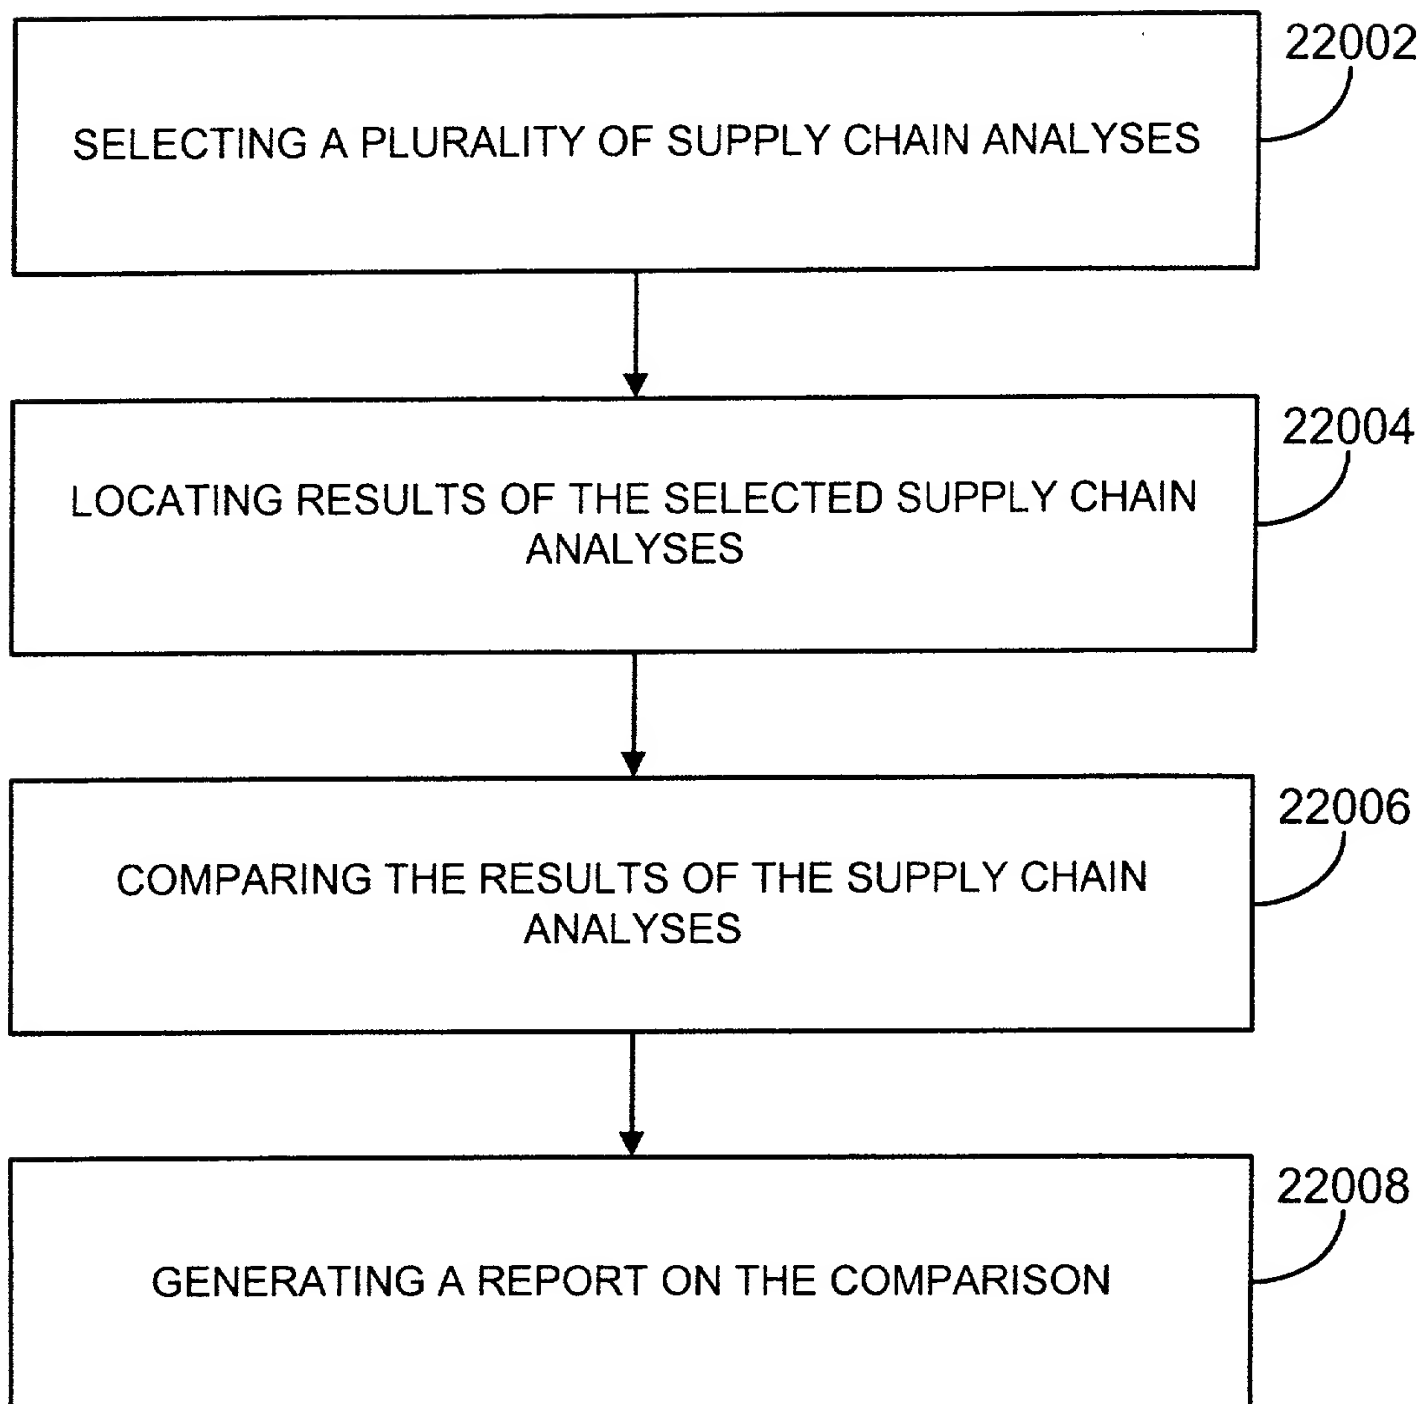 22002
SELECTING A PLURALITY OF SUPPLY CHAIN ANALYSES
22004
LOCATING RESULTS OF THE SELECTED SUPPLY CHAIN
ANALYSES
22006
COMPARING THE RESULTS OF THE SUPPLY CHAIN
ANALYSES
22008
GENERATING A REPORT ON THE COMPARISON